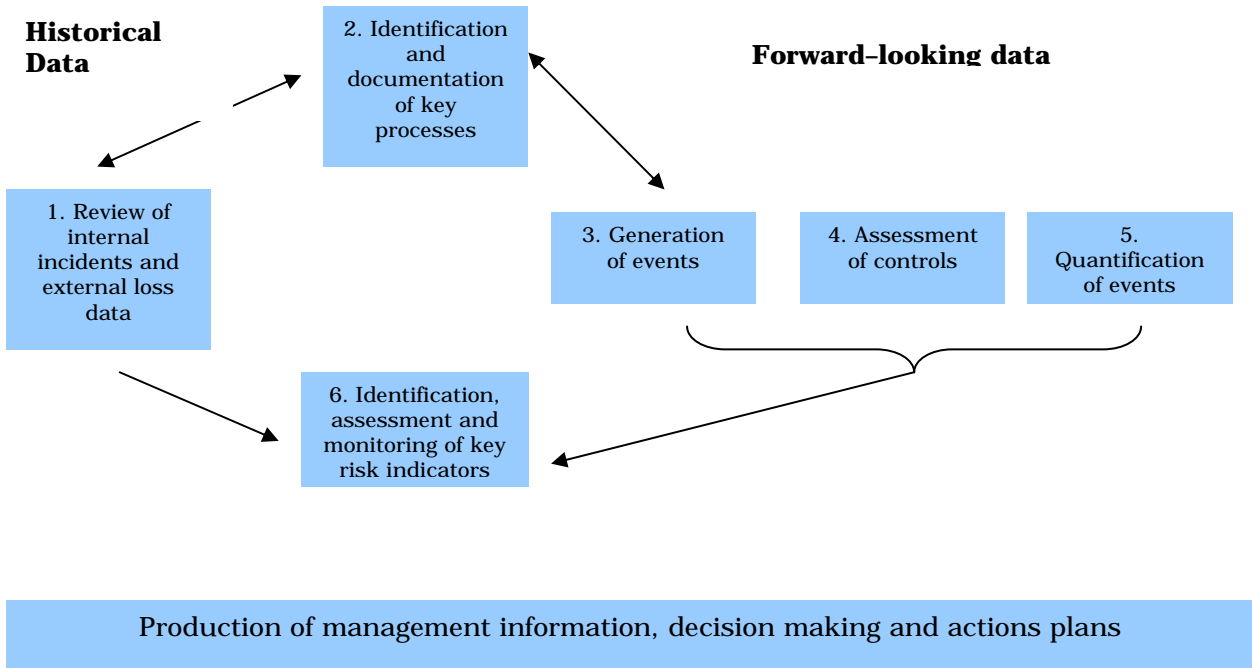 Historical
Data
2. Identification
and
documentation
of key
processes
Forward-looking data
1. Review of
internal
incidents and
external loss
data
3. Generation
of events
4. Assessment
of controls
5.
Quantification
of events
6. Identification,
assessment and
monitoring of key
risk indicators
Production of management information, decision making and actions plans